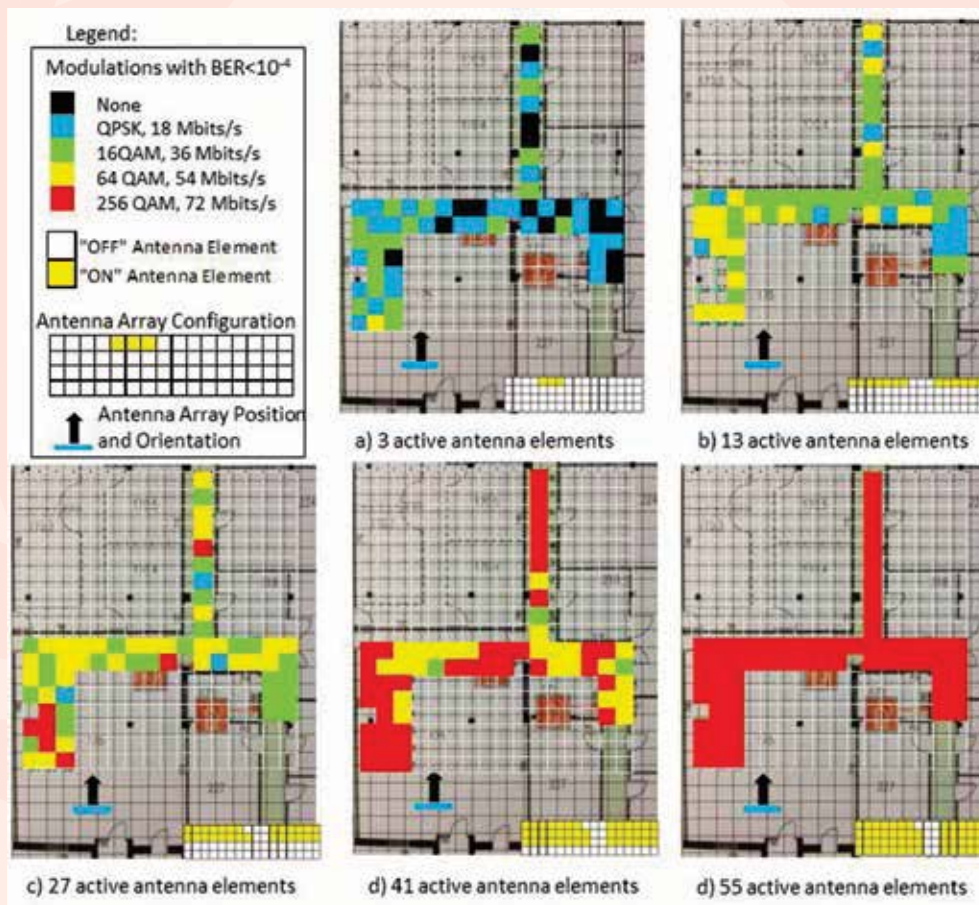 Legend:
Modulations with BER<10⁻⁴
None
QPSK, 18 Mbits/s
16QAM, 36 Mbits/s
64 QAM, 54 Mbits/s
256 QAM, 72 Mbits/s
"OFF" Antenna Element
"ON" Antenna Element
Antenna Array Configuration
Antenna Array Position
and Orientation
a) 3 active antenna elements
b) 13 active antenna elements
c) 27 active antenna elements
d) 41 active antenna elements
d) 55 active antenna elements